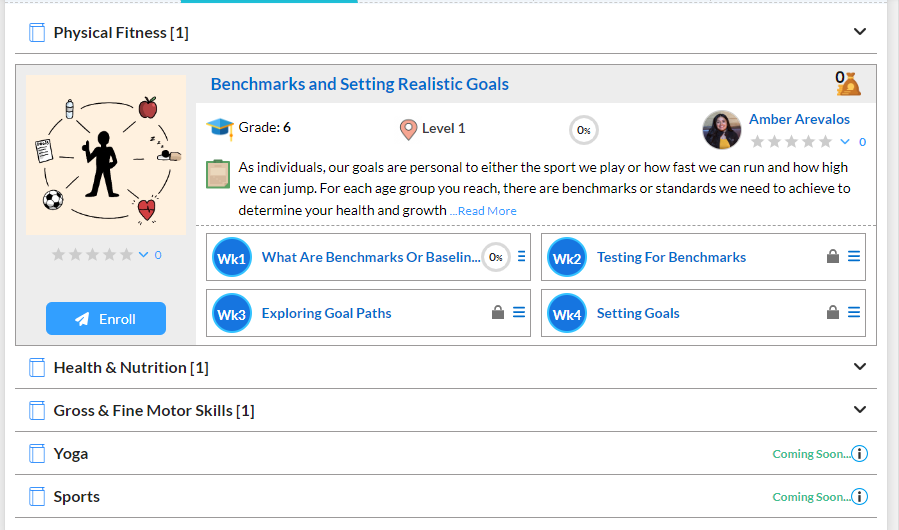 Physical Fitness [1]
Benchmarks and Setting Realistic Goals
0
Grade: 6
Level 1
0%
Amber Arevalos
0
As individuals, our goals are personal to either the sport we play or how fast we can run and how high
we can jump. For each age group you reach, there are benchmarks or standards we need to achieve to
determine your health and growth ...Read More
0
Enroll
Wk1 What Are Benchmarks Or Baselin... 0%
Wk2 Testing For Benchmarks
Wk3 Exploring Goal Paths
Wk4 Setting Goals
Health & Nutrition [1]
Gross & Fine Motor Skills [1]
Yoga
Coming Soon...
Sports
Coming Soon...